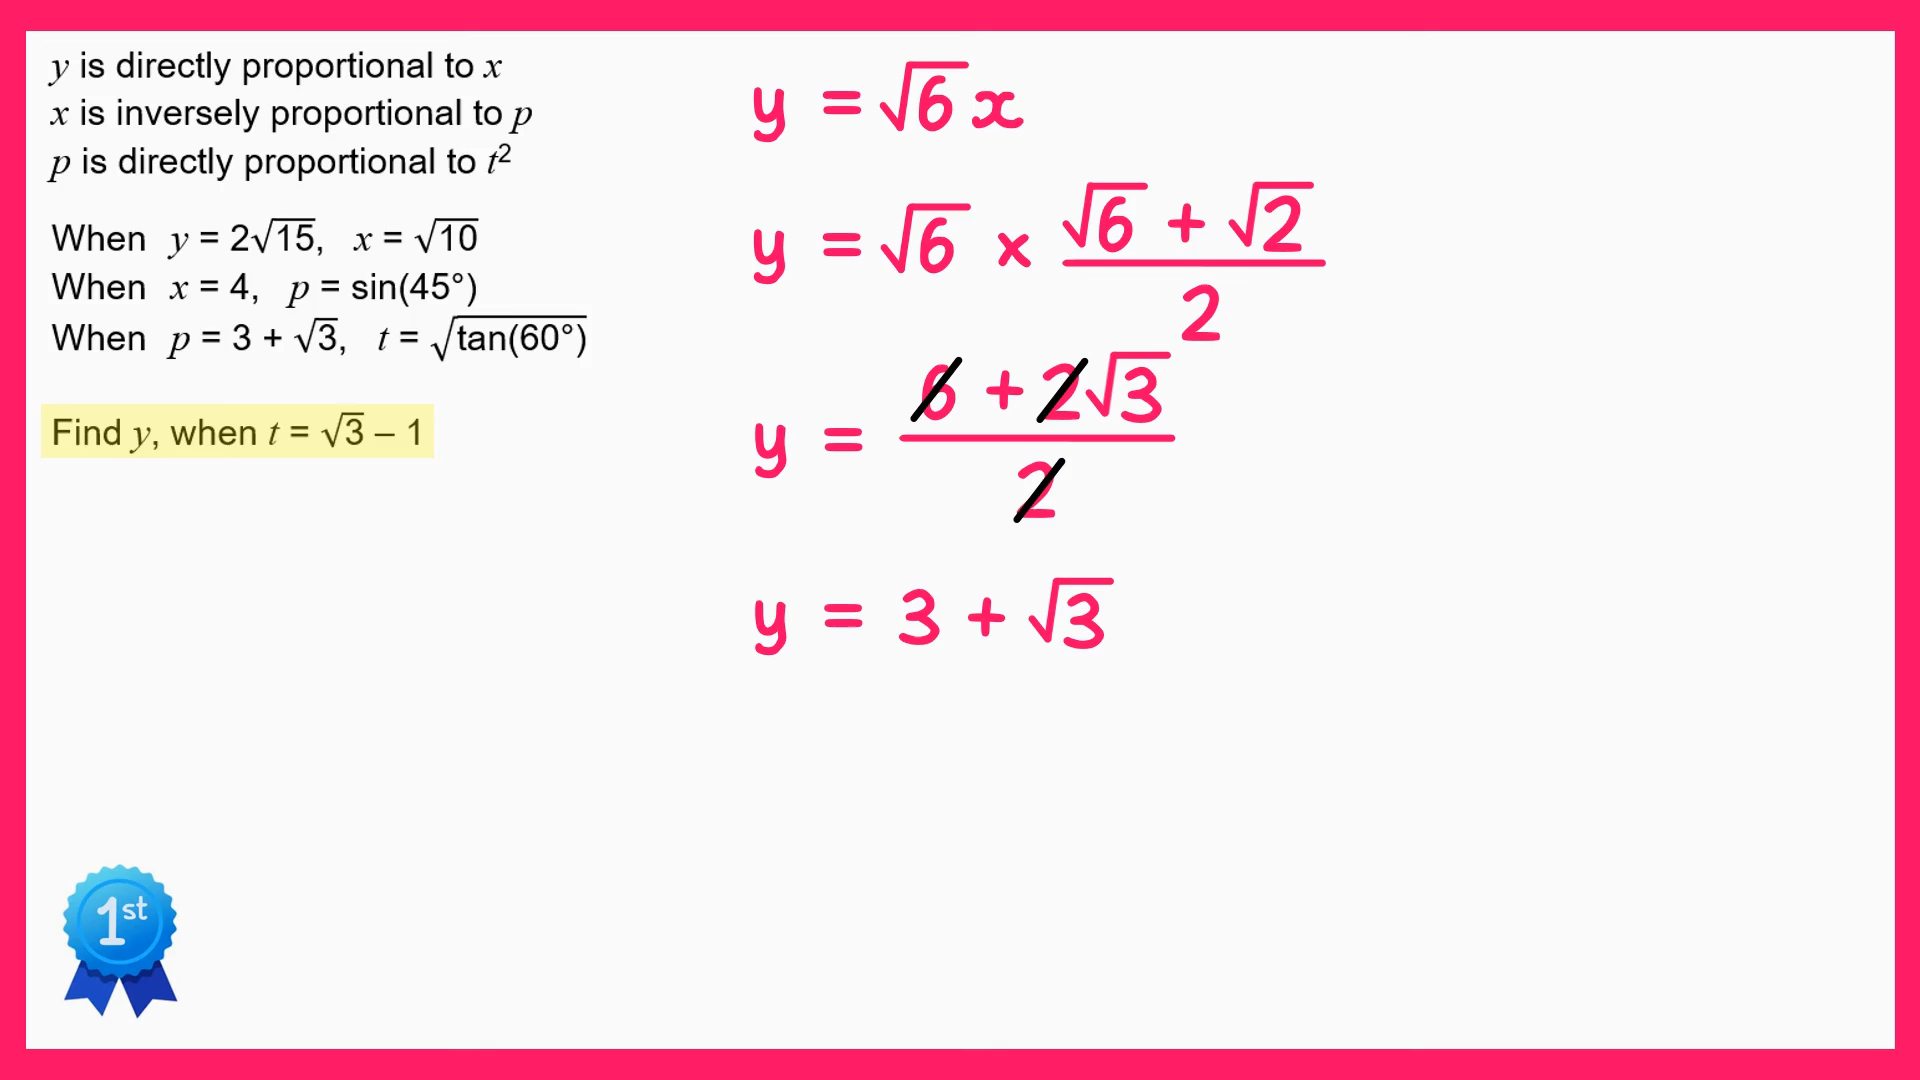 y is directly proportional to x
x is inversely proportional to p
p is directly proportional to t²
When y = 2√15, x = √10
When x = 4, p = sin(45°)
When p = 3 + √3, t = √tan(60°)
Find y, when t = √3 – 1
y = √6x
y = √6 × (√6 + √2)/2
y = (6 + 2√3)/2
y = 3 + √3
1st